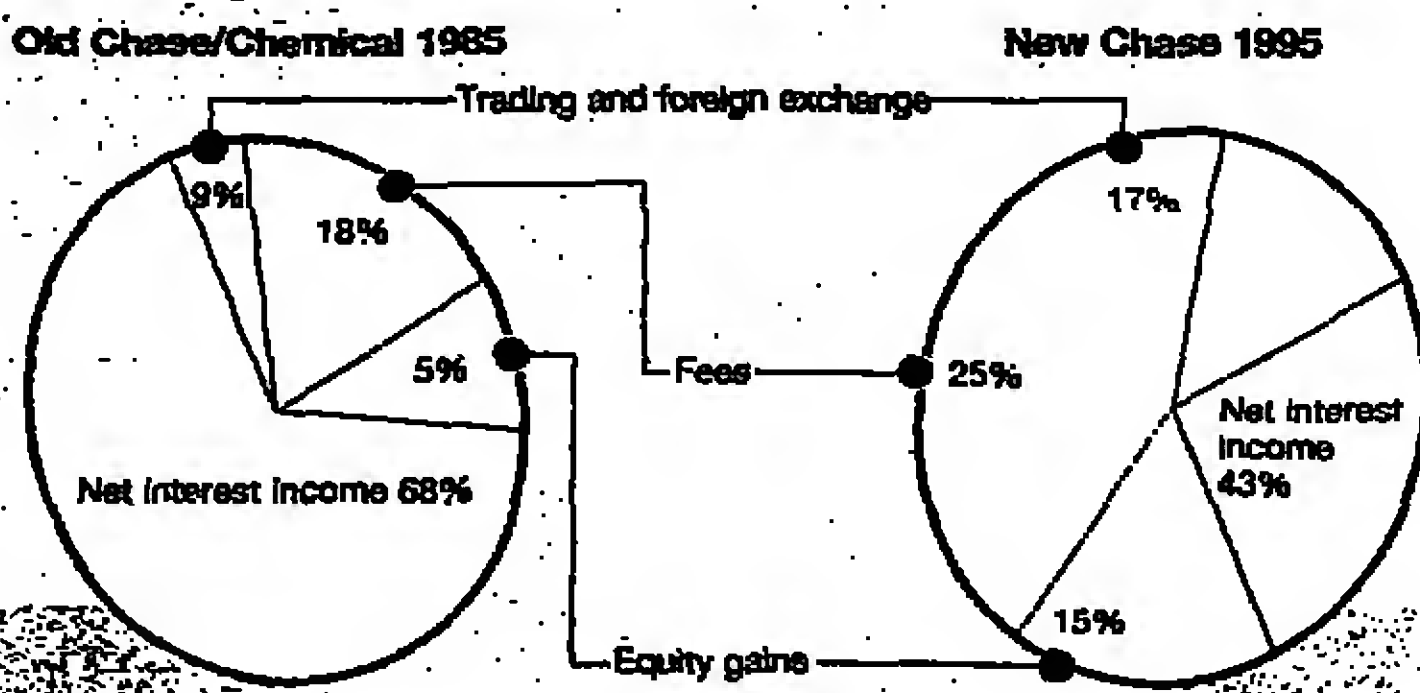 Old Chase/Chemical 1985
New Chase 1995
Trading and foreign exchange
9%
18%
5%
Net interest income 68%
Fees
Equity gains
17%
25%
Net interest
income
43%
15%